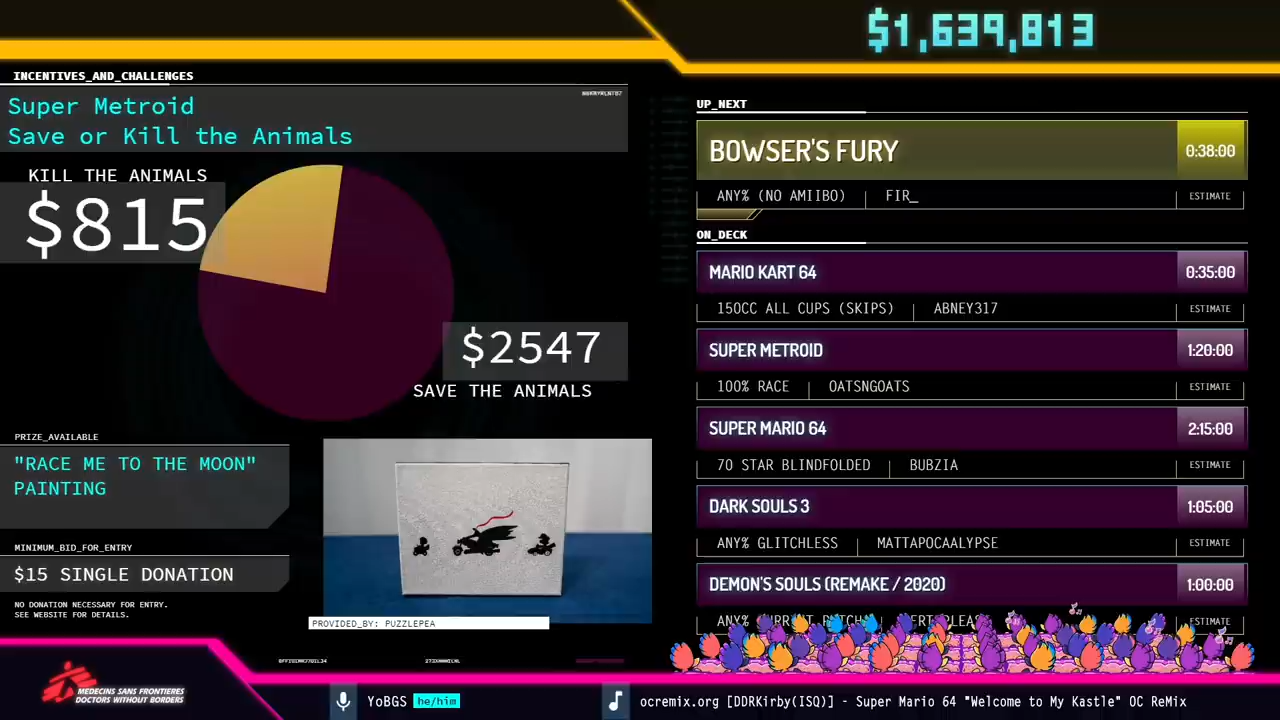 $1,639,813
INCENTIVES_AND_CHALLENGES
Super Metroid
Save or Kill the Animals
KILL THE ANIMALS
$815
$2547
SAVE THE ANIMALS
PRIZE_AVAILABLE
"RACE ME TO THE MOON"
PAINTING
MINIMUM_BID_FOR_ENTRY
$15 SINGLE DONATION
NO DONATION NECESSARY FOR ENTRY.
SEE WEBSITE FOR DETAILS.
PROVIDED_BY: PUZZLEPEA
UP_NEXT
BOWSER'S FURY 0:38:00
ANY% (NO AMIIBO) FIR_ ESTIMATE
ON_DECK
MARIO KART 64 0:35:00
150CC ALL CUPS (SKIPS) ABNEY317 ESTIMATE
SUPER METROID 1:20:00
100% RACE OATSNGOATS ESTIMATE
SUPER MARIO 64 2:15:00
70 STAR BLINDFOLDED BUBZIA ESTIMATE
DARK SOULS 3 1:05:00
ANY% GLITCHLESS MATTAPOCAALYPSE ESTIMATE
DEMON'S SOULS (REMAKE / 2020) 1:00:00
ANY% ESTIMATE
MEDECINS SANS FRONTIERES
DOCTORS WITHOUT BORDERS
YoBGS he/him
ocremix.org [DDRKirby(ISQ)] - Super Mario 64 "Welcome to My Kastle" OC ReMix